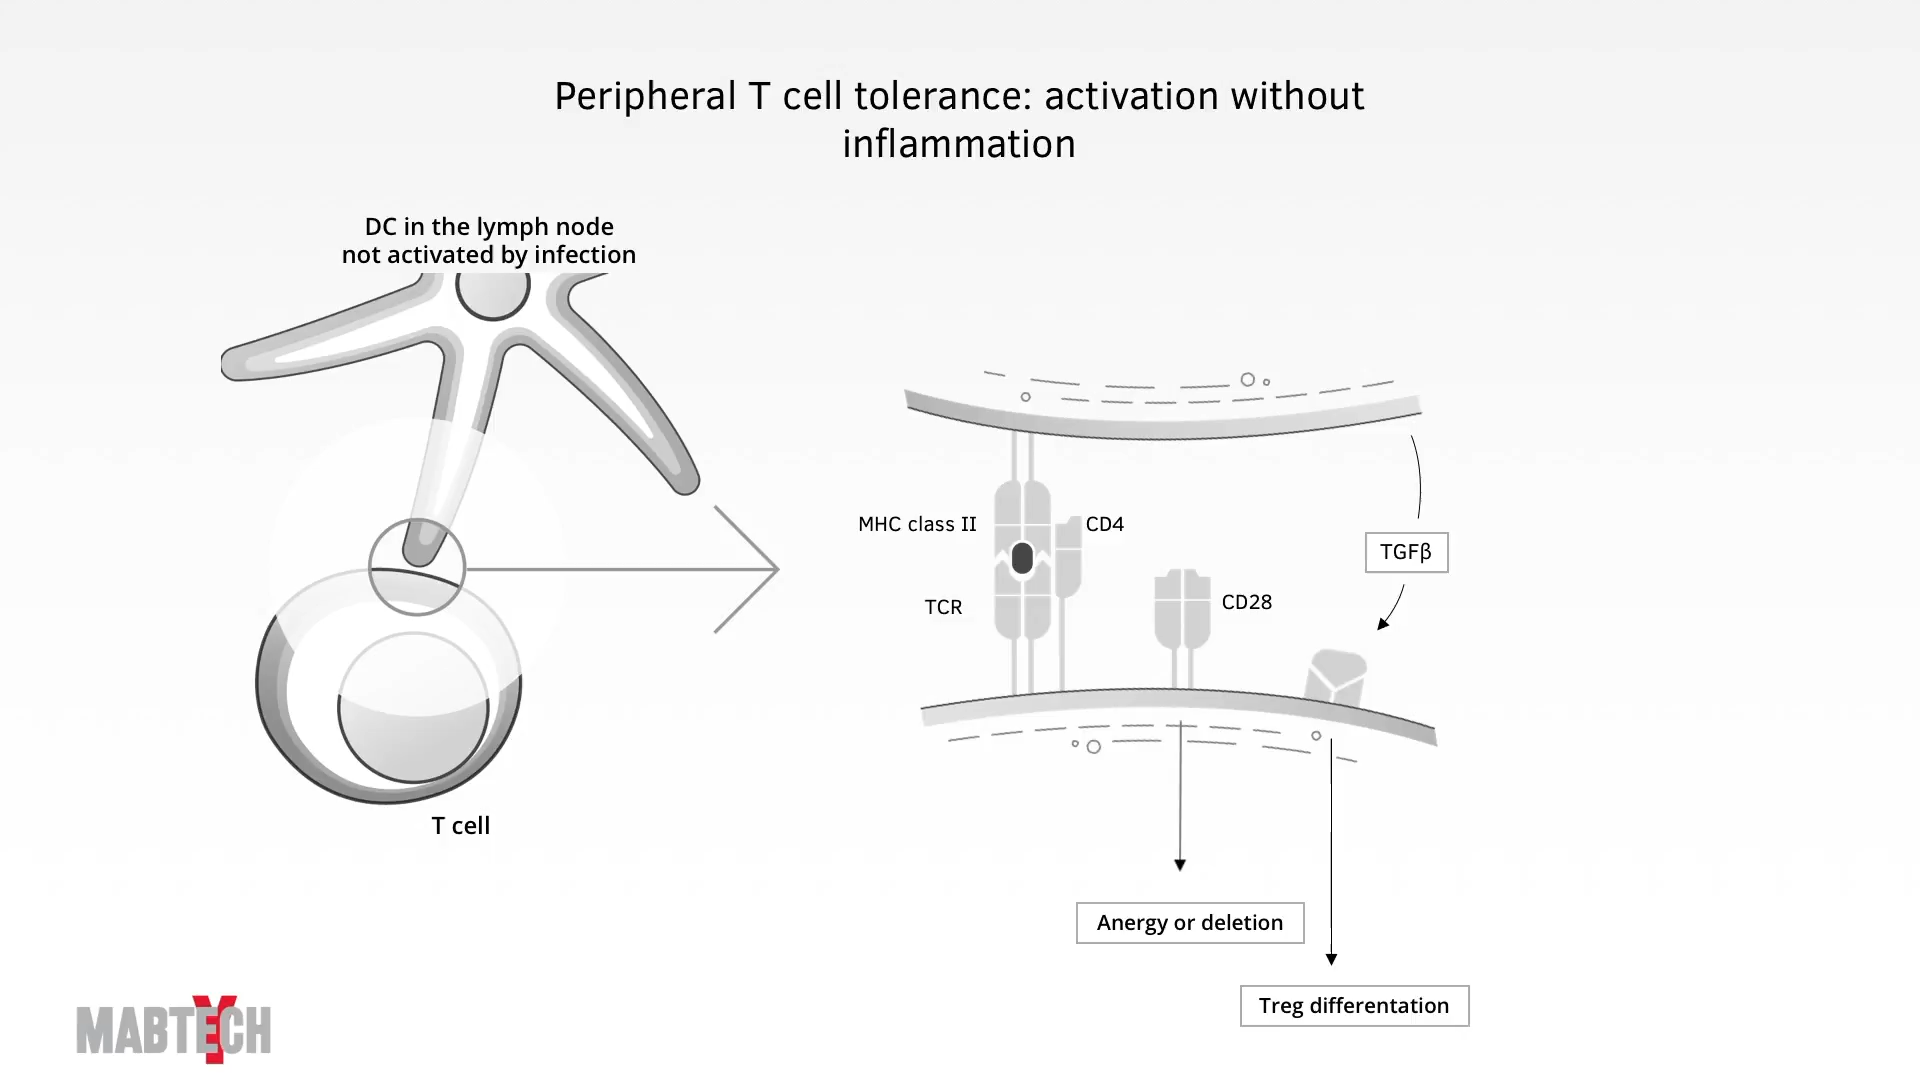 Peripheral T cell tolerance: activation without
inflammation
DC in the lymph node
not activated by infection
MHC class II
CD4
TGFβ
TCR
CD28
T cell
Anergy or deletion
Treg differentation
MABTECH